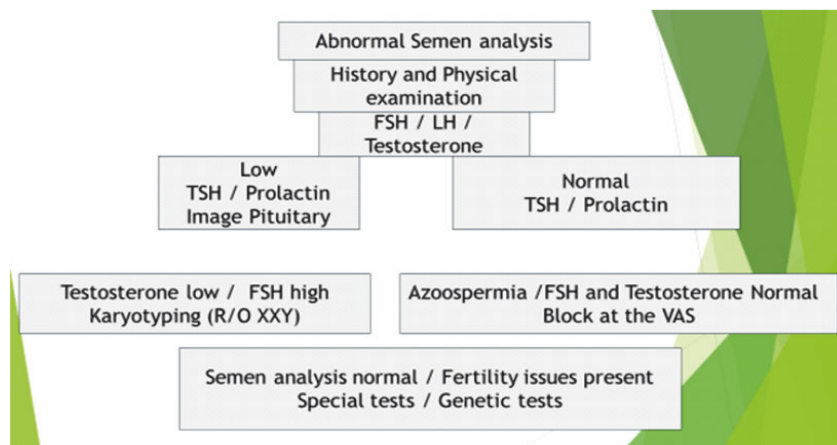 Abnormal Semen analysis
History and Physical
examination
FSH / LH /
Testosterone
Low
TSH / Prolactin
Image Pituitary
Normal
TSH / Prolactin
Testosterone low / FSH high
Karyotyping (R/O XXY)
Azoospermia /FSH and Testosterone Normal
Block at the VAS
Semen analysis normal / Fertility issues present
Special tests / Genetic tests